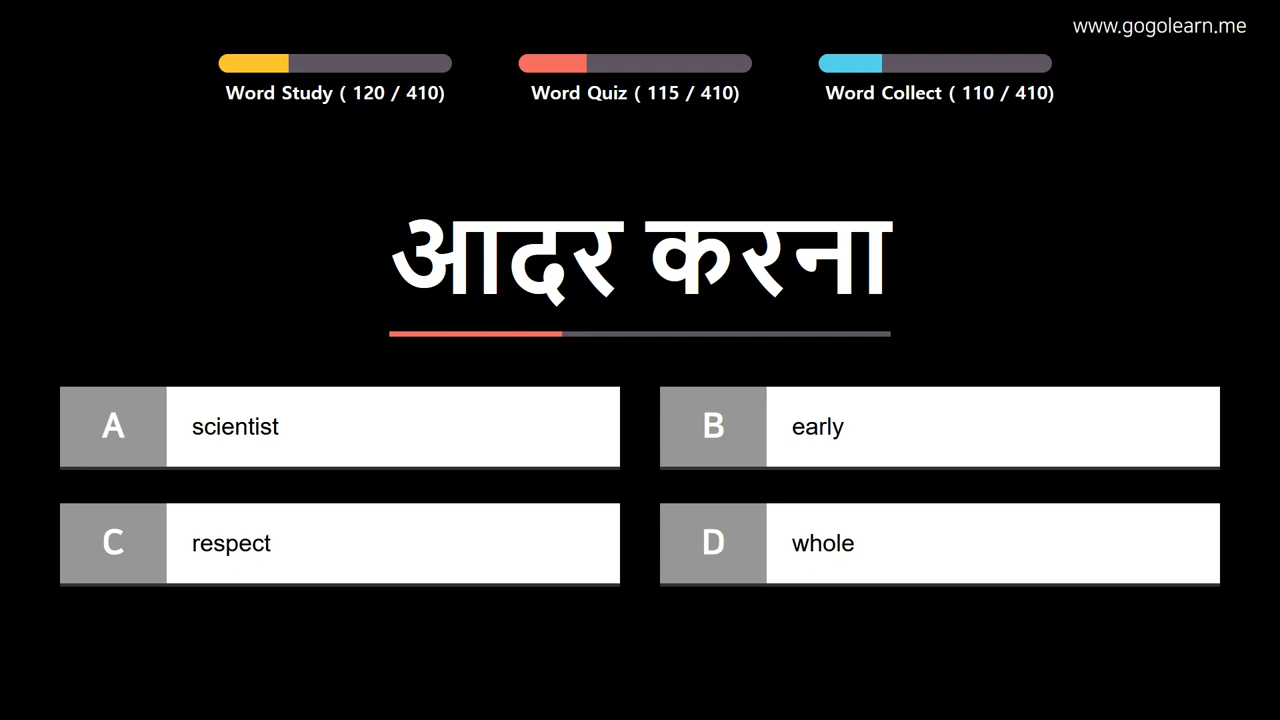 www.gogolearn.me
Word Study ( 120 / 410)
Word Quiz ( 115 / 410)
Word Collect ( 110 / 410)
आदर करना
A scientist
B early
C respect
D whole